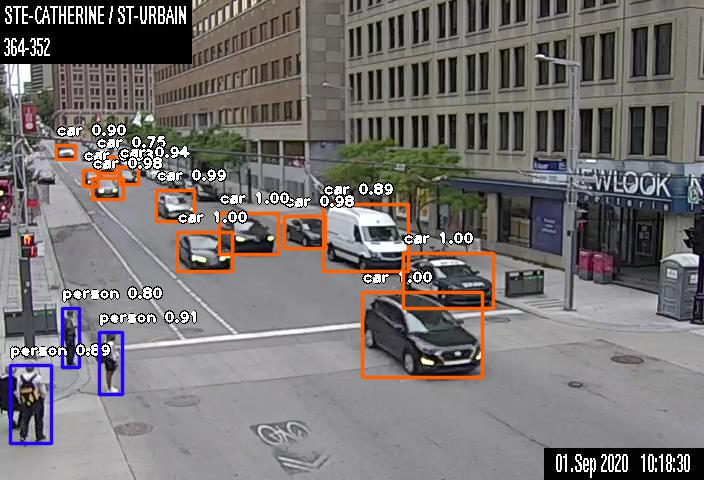 STE-CATHERINE / ST-URBAIN
364-352
car 0.90
car 0.75
car 0.94
car 0.98
car 0.99
car 1.00
car 0.98
car 0.89
car 1.00
car 1.00
car 1.00
person 0.80
person 0.91
person 0.89
NEWLOOK
01.Sep 2020 10:18:30